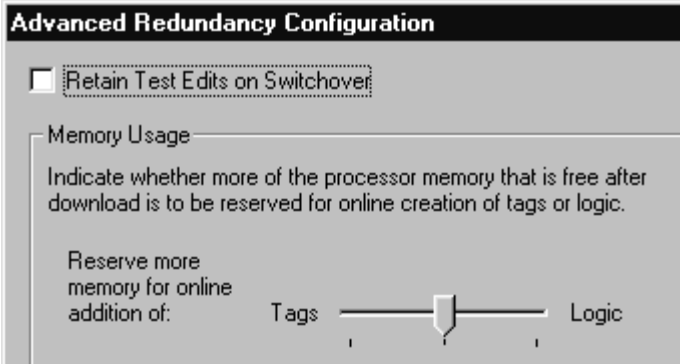 Advanced Redundancy Configuration
Retain Test Edits on Switchover
Memory Usage
Indicate whether more of the processor memory that is free after
download is to be reserved for online creation of tags or logic.
Reserve more
memory for online
addition of:
Tags
Logic